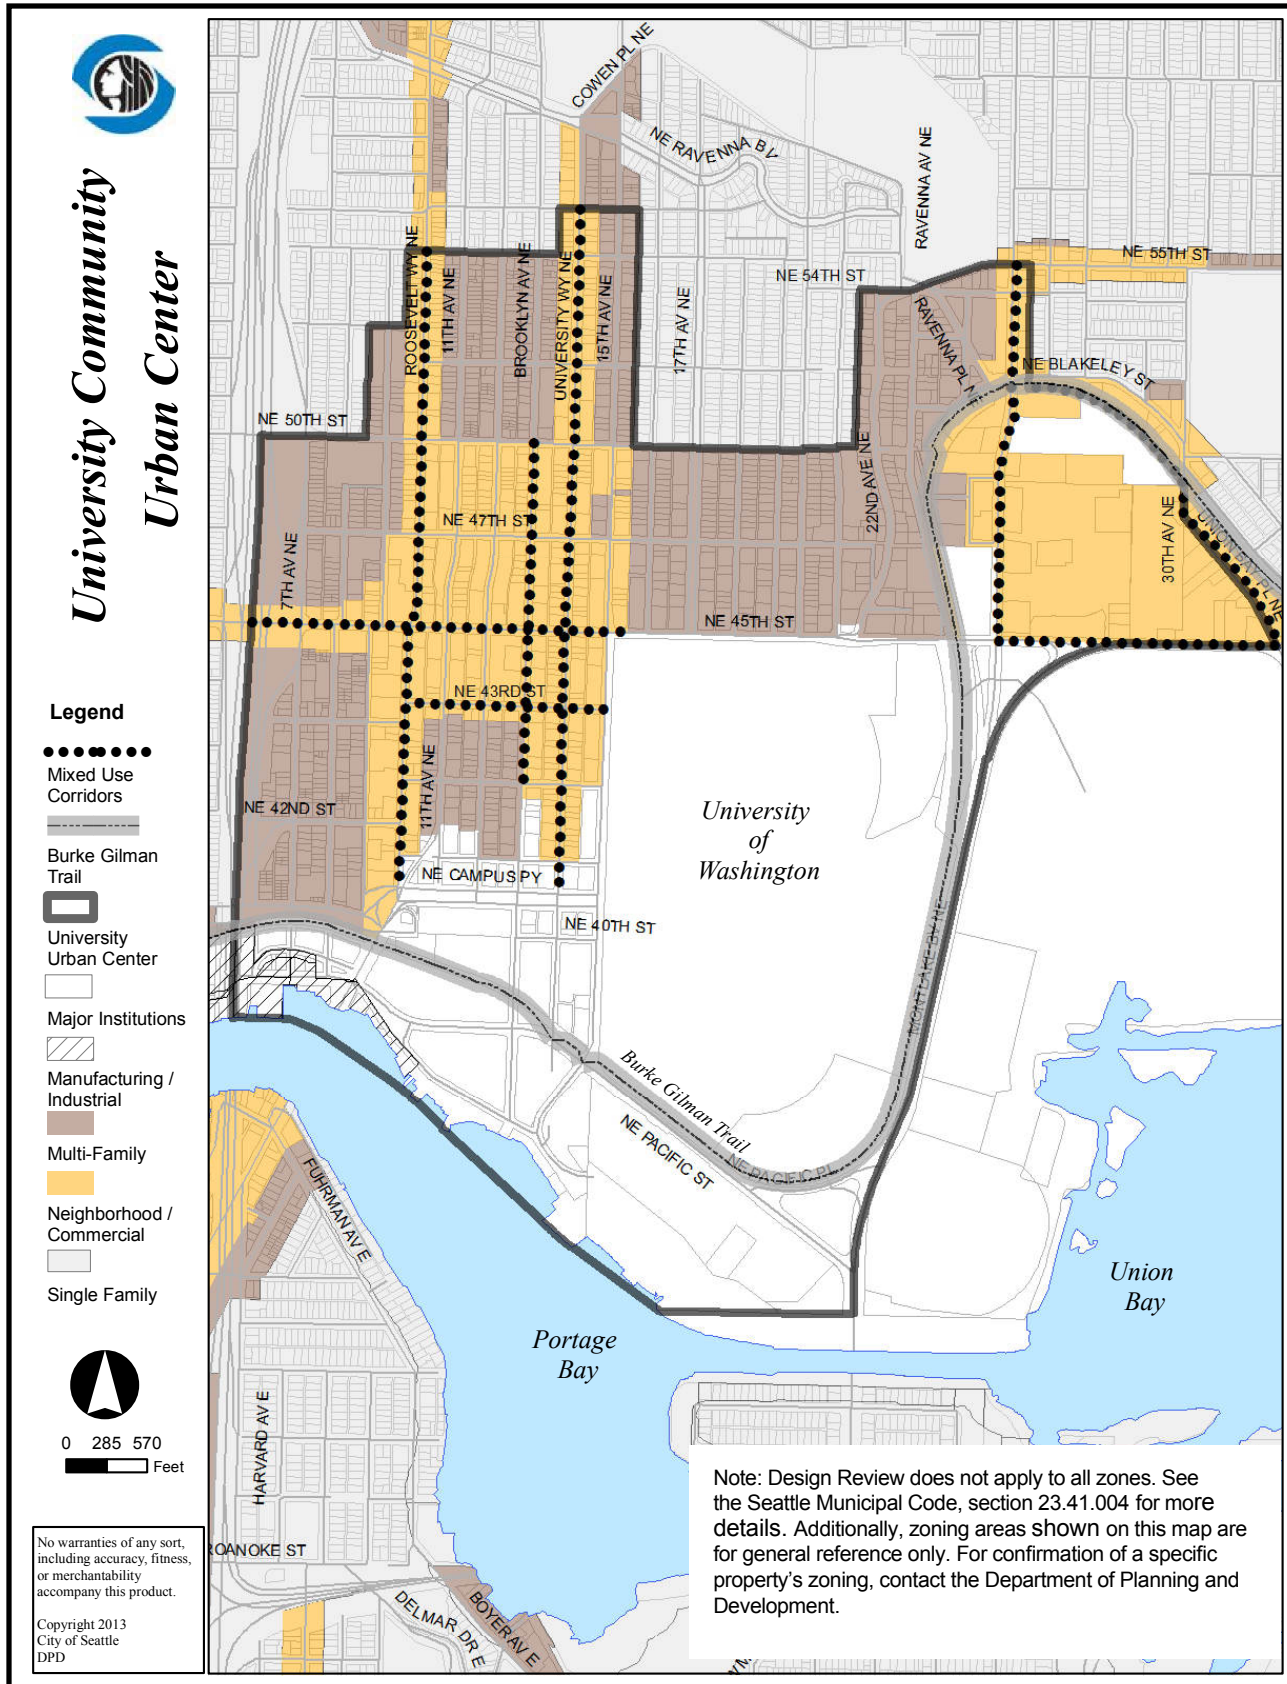 University Community
Urban Center
Legend
Mixed Use
Corridors
Burke Gilman
Trail
University
Urban Center
Major Institutions
Manufacturing /
Industrial
Multi-Family
Neighborhood /
Commercial
Single Family
0 285 570
Feet
No warranties of any sort,
including accuracy, fitness,
or merchantability
accompany this product.
Copyright 2013
City of Seattle
DPD
COWEN PL NE
NE RAVENNA BV
RAVENNA AV NE
NE 55TH ST
NE 54TH ST
ROOSEVELT WY NE
11TH AV NE
BROOKLYN AV NE
UNIVERSITY WY NE
15TH AV NE
17TH AV NE
RAVENNA PL NE
NE BLAKELEY ST
NE 50TH ST
22ND AVE NE
NE 47TH ST
30TH AV NE
UNION BAY PL NE
7TH AV NE
NE 45TH ST
NE 43RD ST
11TH AV NE
NE 42ND ST
University
of
Washington
NE CAMPUS PY
NE 40TH ST
MONTLAKE BV NE
Burke Gilman Trail
NE PACIFIC ST
NE PACIFIC PL
FUHRMAN AV E
Union
Bay
Portage
Bay
HARVARD AV E
ROANOKE ST
DELMAR DR E
BOYER AV E
Note: Design Review does not apply to all zones. See
the Seattle Municipal Code, section 23.41.004 for more
details. Additionally, zoning areas shown on this map are
for general reference only. For confirmation of a specific
property's zoning, contact the Department of Planning and
Development.